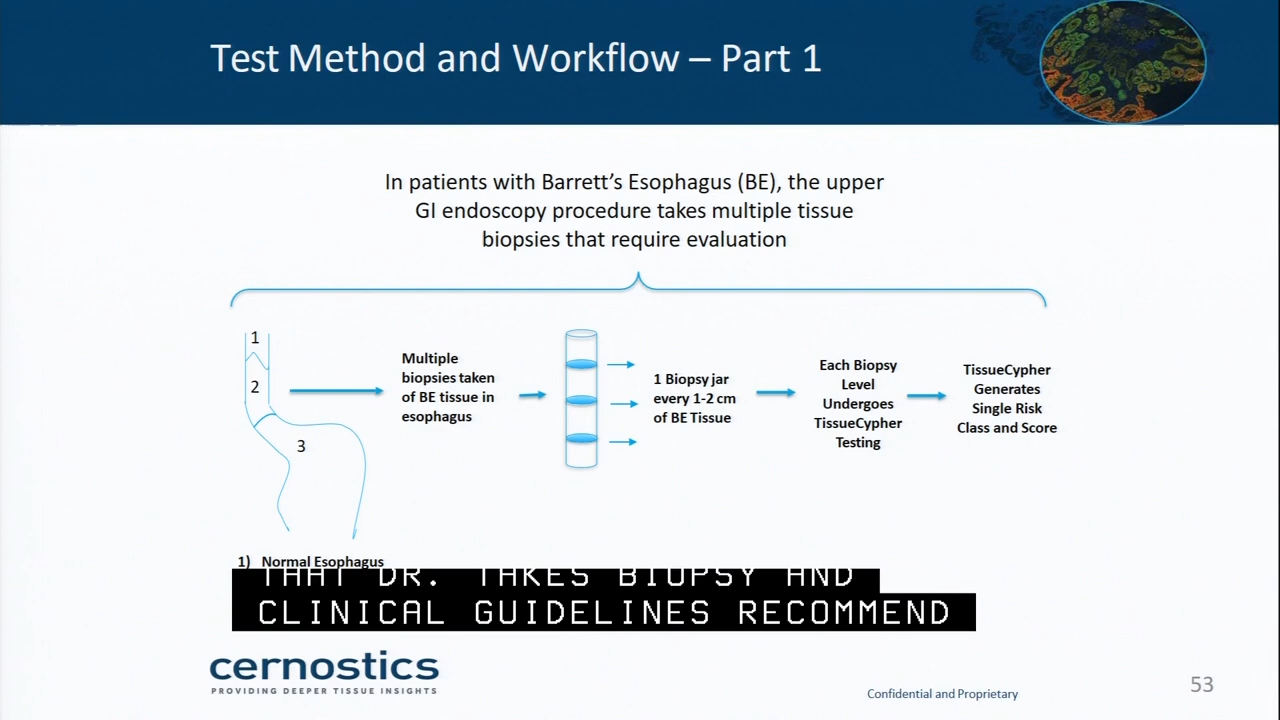 Test Method and Workflow – Part 1
In patients with Barrett's Esophagus (BE), the upper
GI endoscopy procedure takes multiple tissue
biopsies that require evaluation
1
2
3
Multiple
biopsies taken
of BE tissue in
esophagus
1 Biopsy jar
every 1-2 cm
of BE Tissue
Each Biopsy
Level
Undergoes
TissueCypher
Testing
TissueCypher
Generates
Single Risk
Class and Score
1) Normal Esophagus
THAT DR. TAKES BIOPSY AND
CLINICAL GUIDELINES RECOMMEND
cernostics
PROVIDING DEEPER TISSUE INSIGHTS
Confidential and Proprietary
53